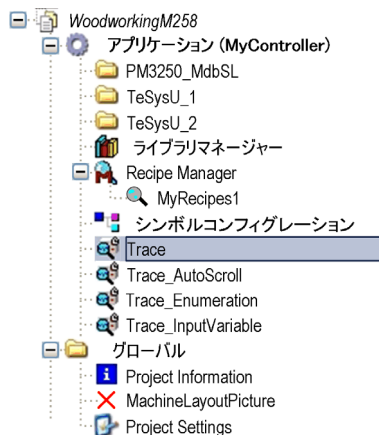 WoodworkingM258
アプリケーション (MyController)
PM3250_MdbSL
TeSysU_1
TeSysU_2
ライブラリマネージャー
Recipe Manager
MyRecipes1
シンボルコンフィグレーション
Trace
Trace_AutoScroll
Trace_Enumeration
Trace_InputVariable
グローバル
Project Information
MachineLayoutPicture
Project Settings